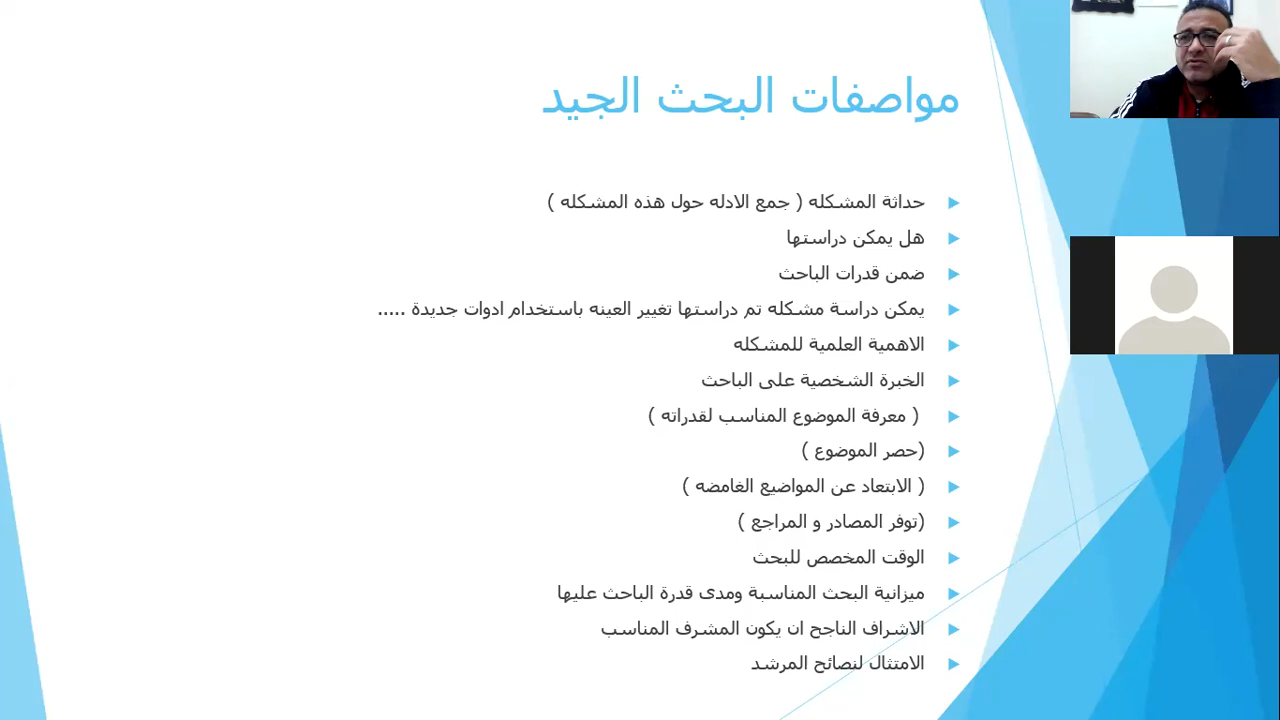 مواصفات البحث الجيد
حداثة المشكله ( جمع الادله حول هذه المشكله )
هل يمكن دراستها
ضمن قدرات الباحث
يمكن دراسة مشكله تم دراستها تغيير العينه باستخدام ادوات جديدة .....
الاهمية العلمية للمشكله
الخبرة الشخصية على الباحث
( معرفة الموضوع المناسب لقدراته )
(حصر الموضوع )
( الابتعاد عن المواضيع الغامضه )
(توفر المصادر و المراجع )
الوقت المخصص للبحث
ميزانية البحث المناسبة ومدى قدرة الباحث عليها
الاشراف الناجح ان يكون المشرف المناسب
الامتثال لنصائح المرشد